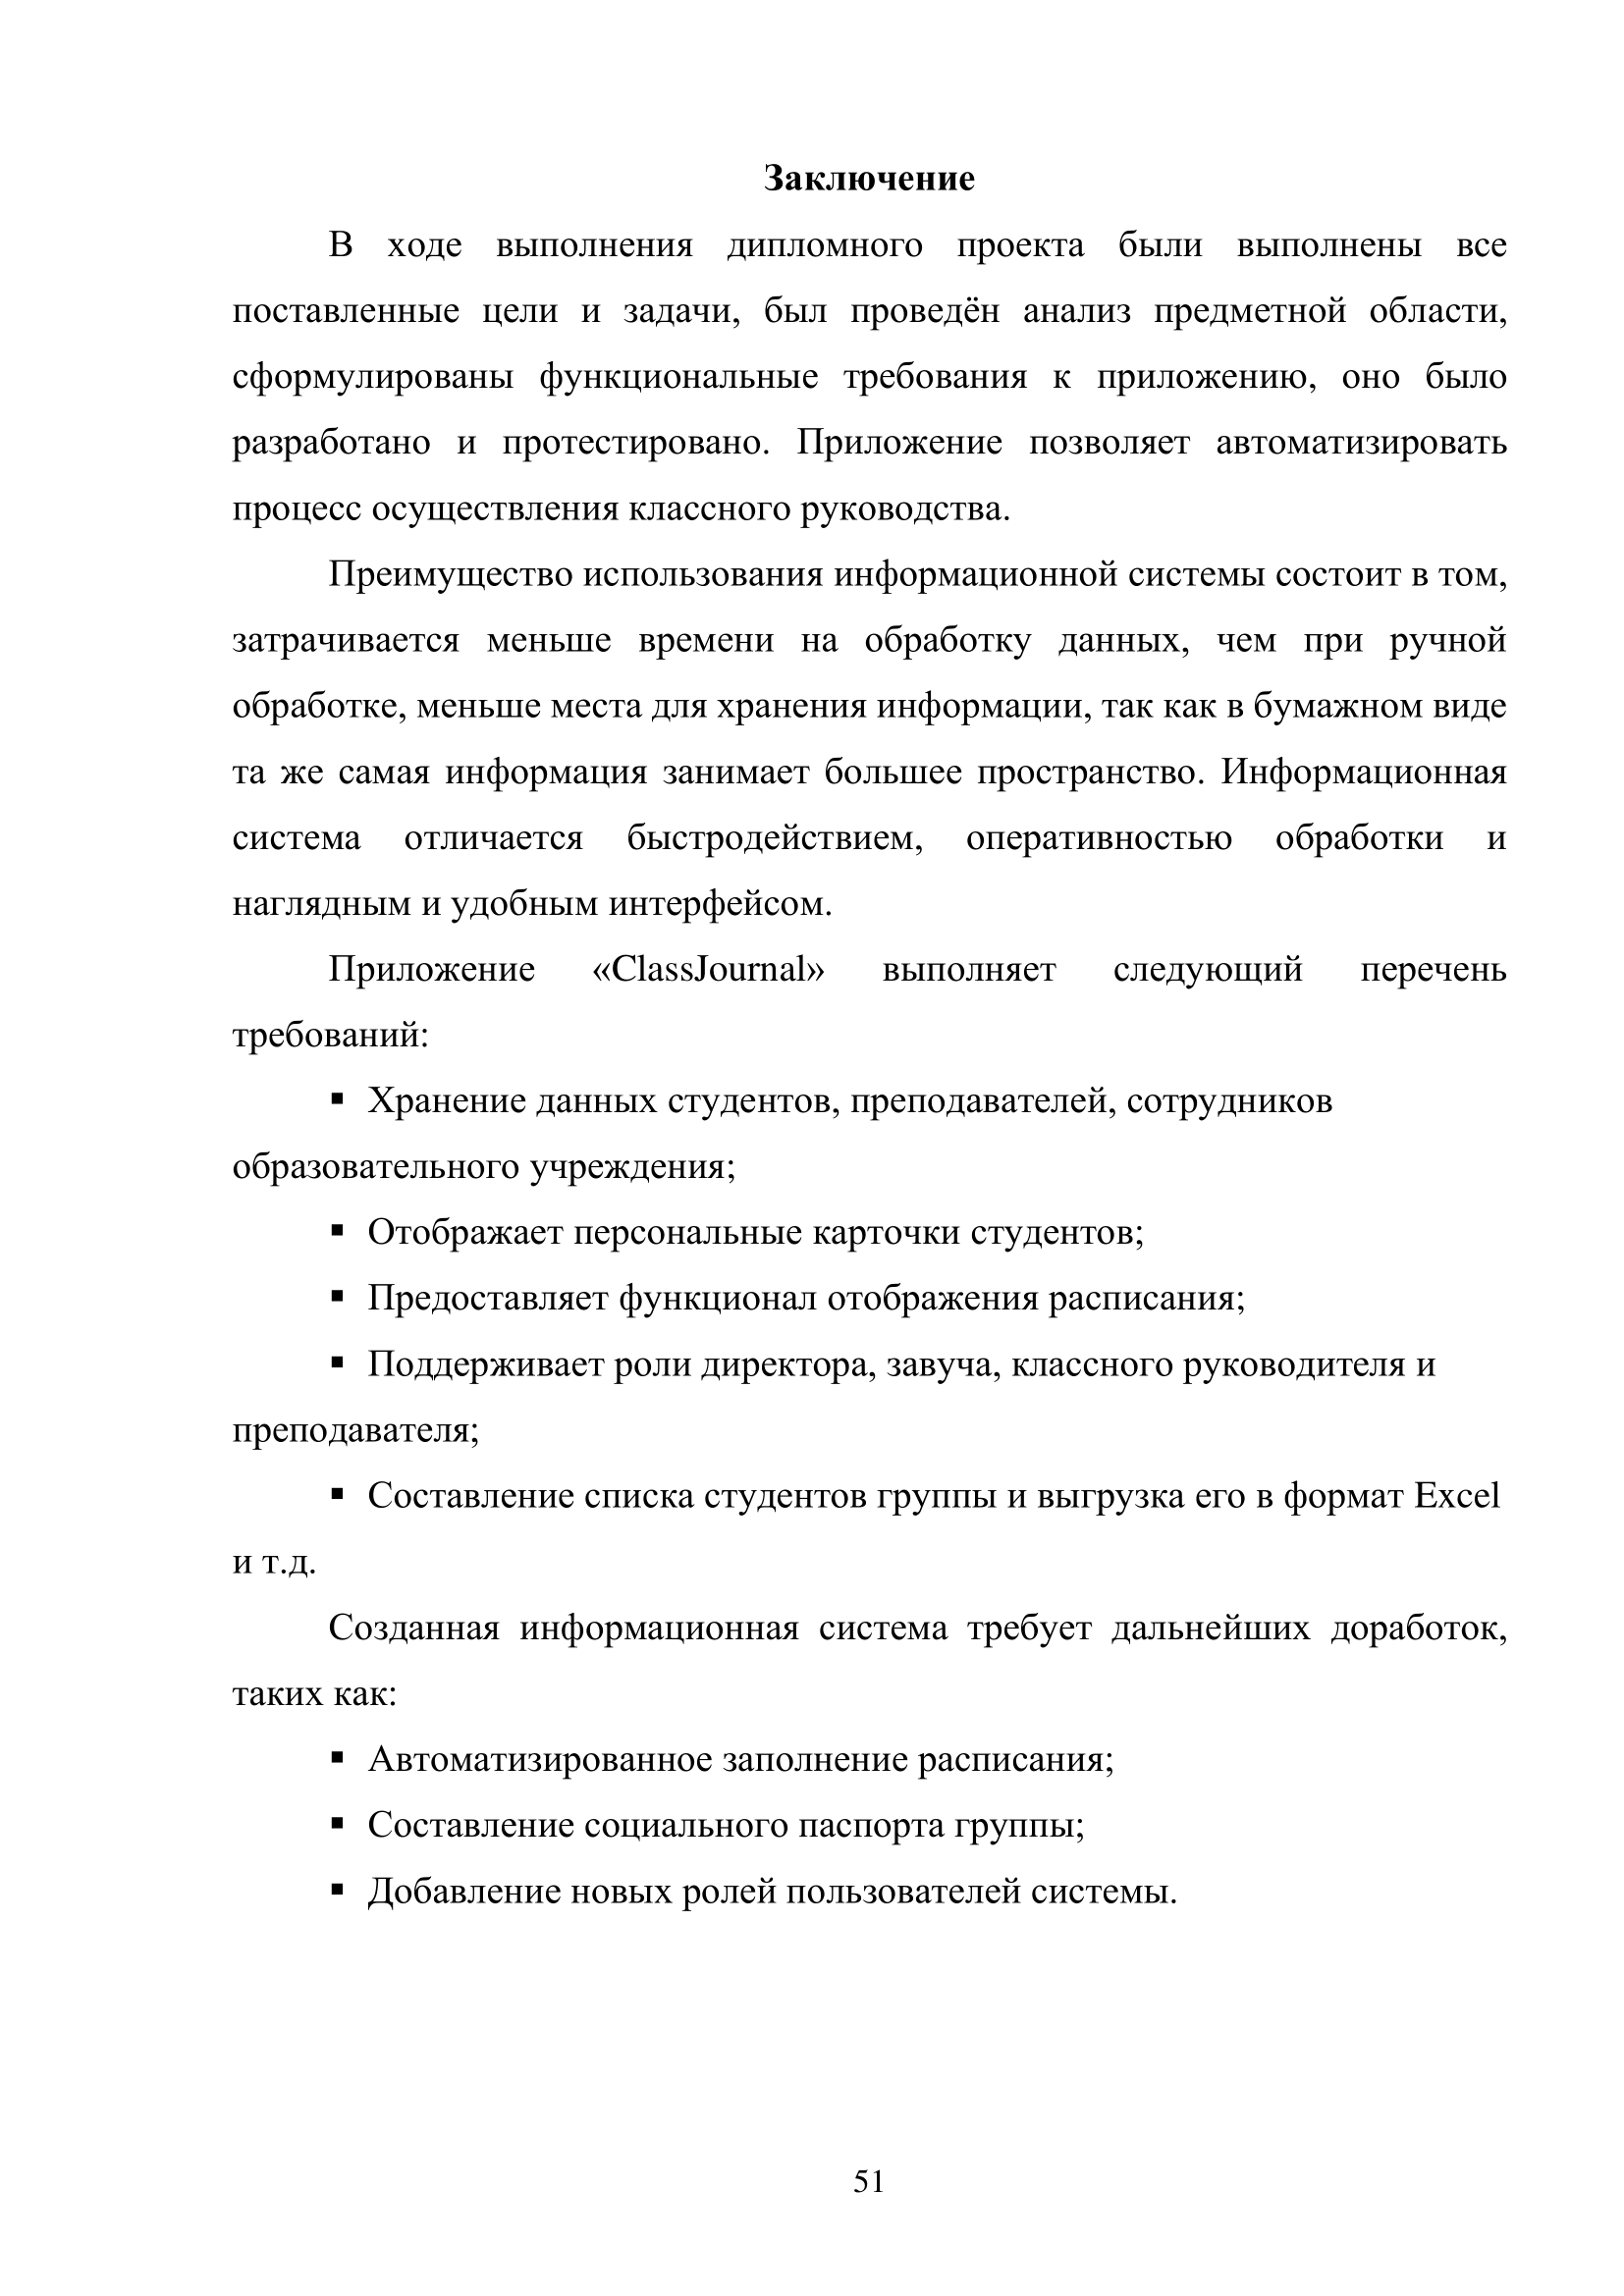 Заключение
В ходе выполнения дипломного проекта были выполнены все
поставленные цели и задачи, был проведён анализ предметной области,
сформулированы функциональные требования к приложению, оно было
разработано и протестировано. Приложение позволяет автоматизировать
процесс осуществления классного руководства.
Преимущество использования информационной системы состоит в том,
затрачивается меньше времени на обработку данных, чем при ручной
обработке, меньше места для хранения информации, так как в бумажном виде
та же самая информация занимает большее пространство. Информационная
система отличается быстродействием, оперативностью обработки и
наглядным и удобным интерфейсом.
Приложение «ClassJournal» выполняет следующий перечень
требований:
▪ Хранение данных студентов, преподавателей, сотрудников
образовательного учреждения;
▪ Отображает персональные карточки студентов;
▪ Предоставляет функционал отображения расписания;
▪ Поддерживает роли директора, завуча, классного руководителя и
преподавателя;
▪ Составление списка студентов группы и выгрузка его в формат Excel
и т.д.
Созданная информационная система требует дальнейших доработок,
таких как:
▪ Автоматизированное заполнение расписания;
▪ Составление социального паспорта группы;
▪ Добавление новых ролей пользователей системы.
51